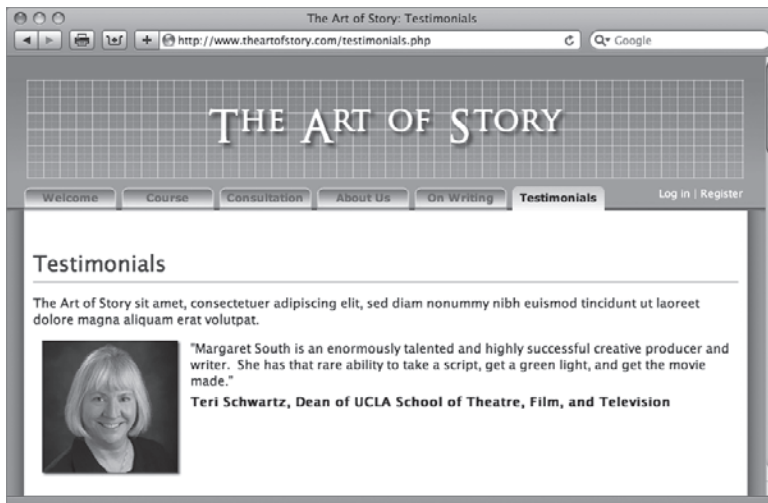 The Art of Story: Testimonials
http://www.theartofstory.com/testimonials.php
Google
THE ART OF STORY
Welcome Course Consultation About Us On Writing Testimonials Log in | Register
Testimonials
The Art of Story sit amet, consectetuer adipiscing elit, sed diam nonummy nibh euismod tincidunt ut laoreet
dolore magna aliquam erat volutpat.
"Margaret South is an enormously talented and highly successful creative producer and
writer. She has that rare ability to take a script, get a green light, and get the movie
made."
Teri Schwartz, Dean of UCLA School of Theatre, Film, and Television